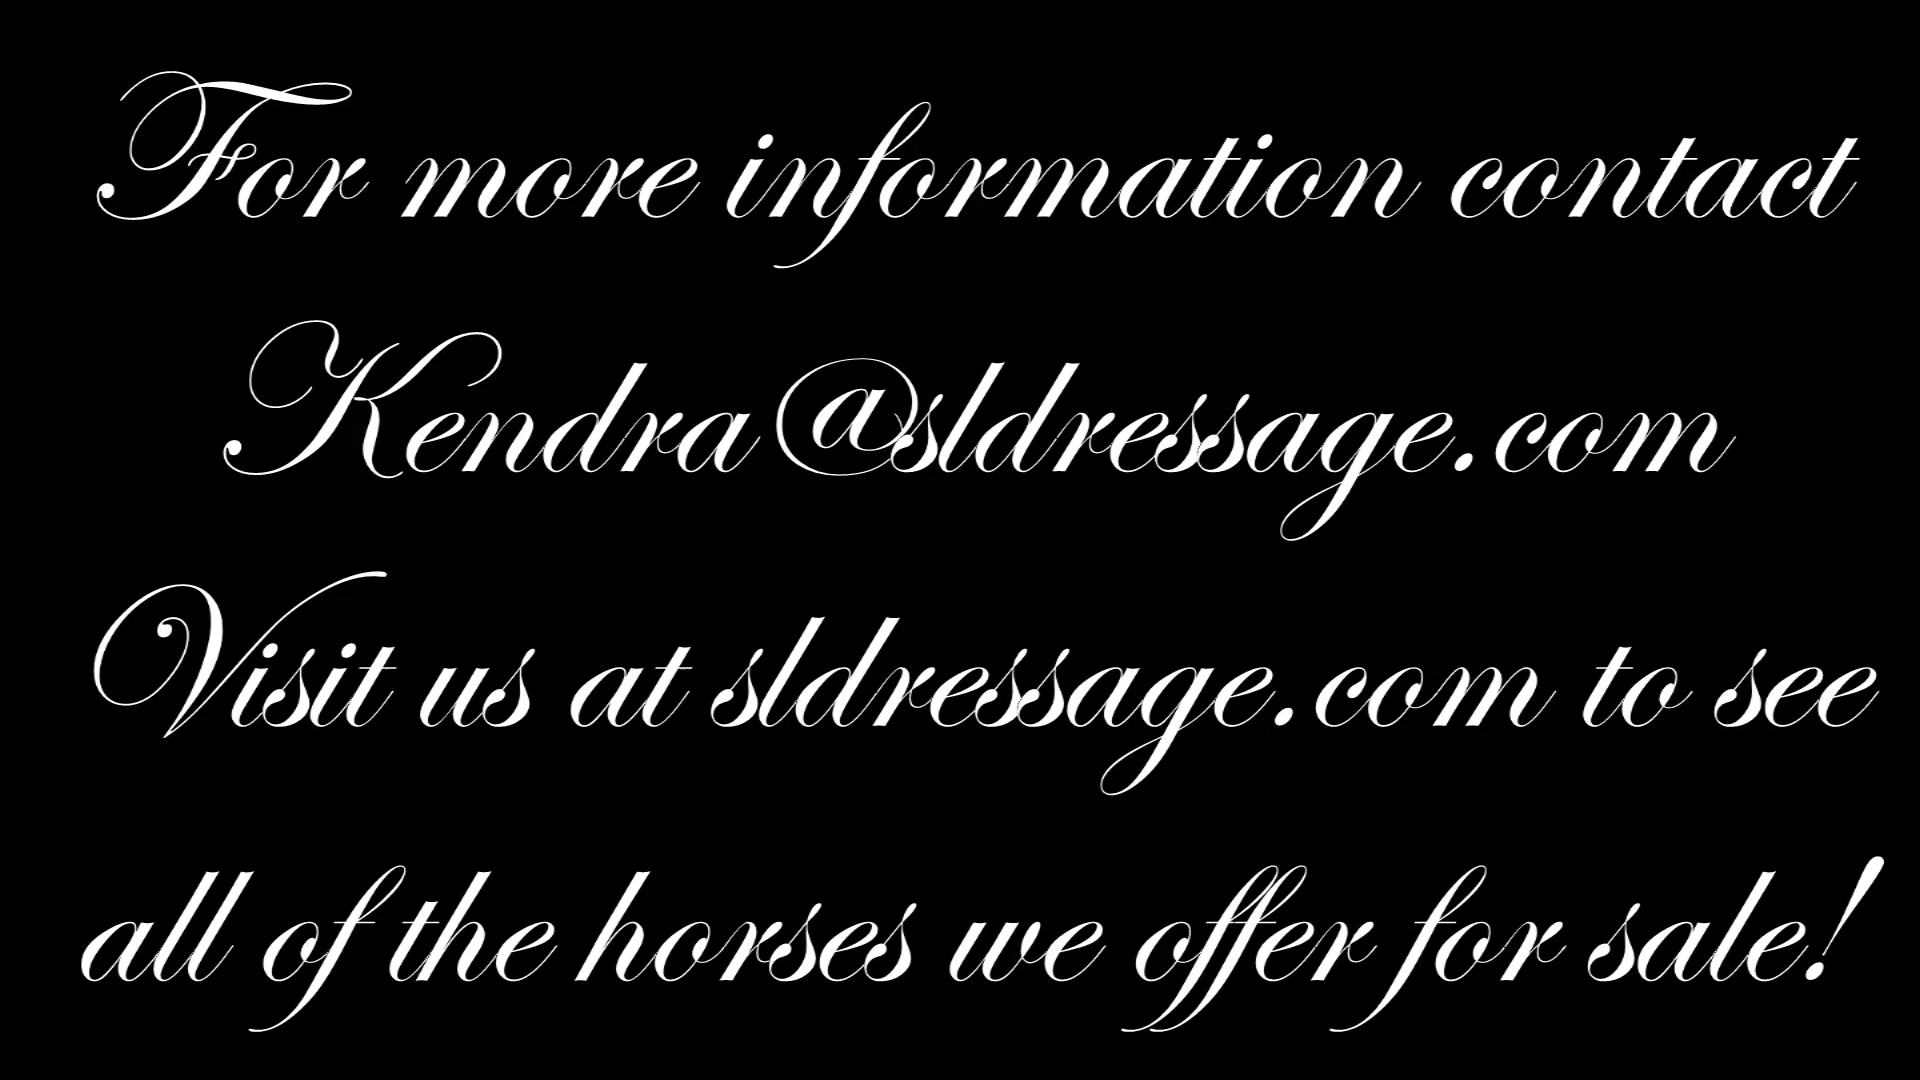 For more information contact
Kendra@sldressage.com
Visit us at sldressage.com to see
all of the horses we offer for sale!